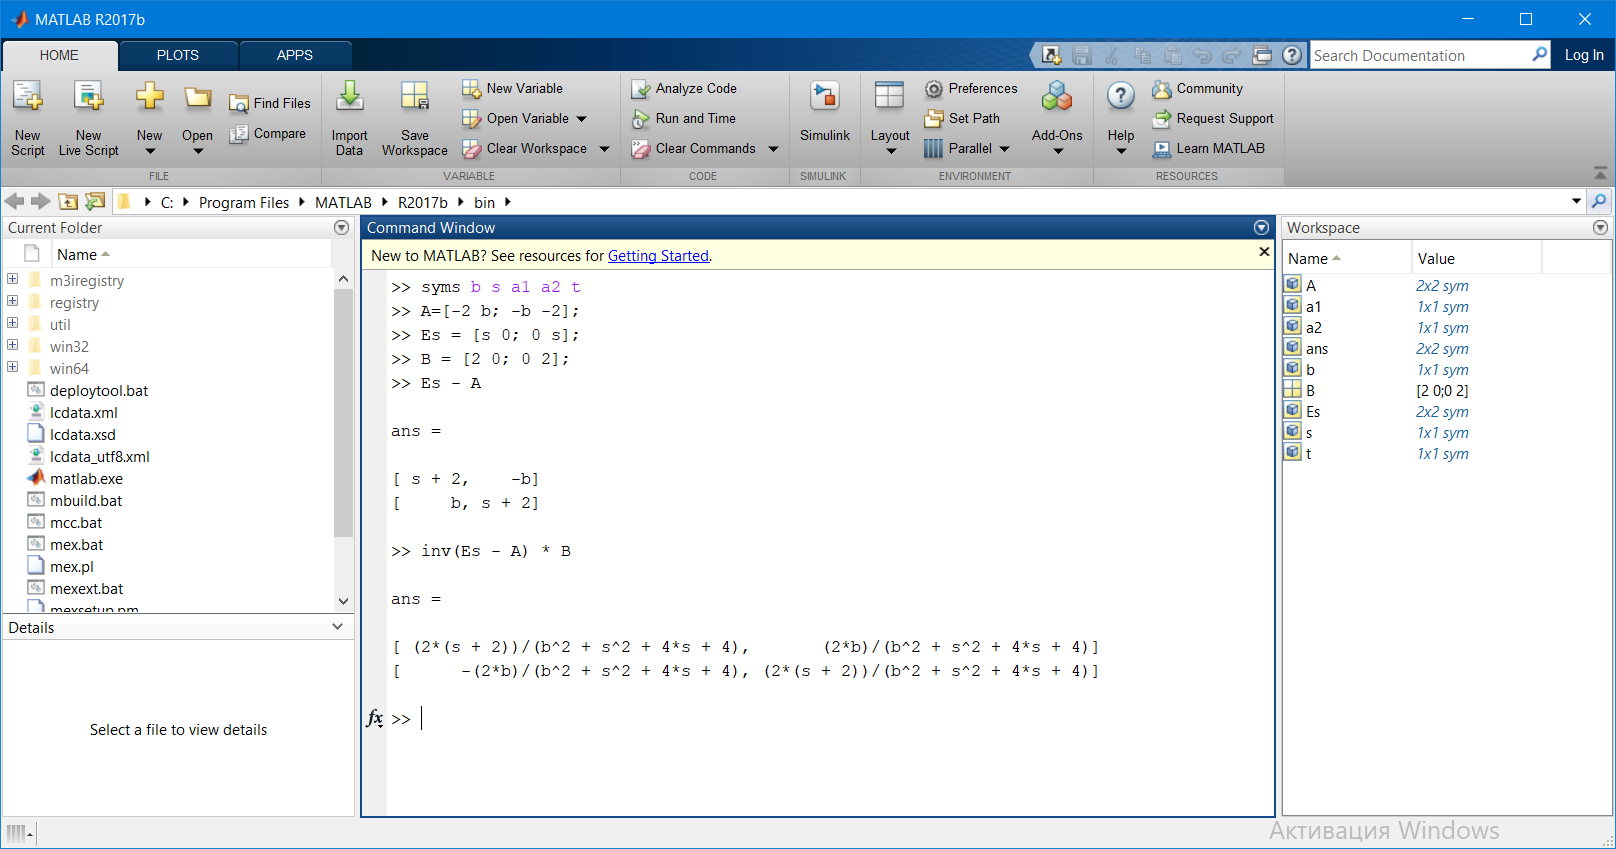 MATLAB R2017b
HOME PLOTS APPS
Search Documentation
Log In
New Script
New Live Script
New
Open
Find Files
Compare
FILE
Import Data
Save Workspace
New Variable
Open Variable
Clear Workspace
VARIABLE
Analyze Code
Run and Time
Clear Commands
CODE
Simulink
SIMULINK
Layout
Preferences
Set Path
Parallel
Add-Ons
ENVIRONMENT
Help
Community
Request Support
Learn MATLAB
RESOURCES
C: Program Files MATLAB R2017b bin
Current Folder
Name
m3iregistry
registry
util
win32
win64
deploytool.bat
lcdata.xml
lcdata.xsd
lcdata_utf8.xml
matlab.exe
mbuild.bat
mcc.bat
mex.bat
mex.pl
mexext.bat
mexsetup.pm
Details
Select a file to view details
Command Window
New to MATLAB? See resources for Getting Started.
>> syms b s a1 a2 t
>> A=[-2 b; -b -2];
>> Es = [s 0; 0 s];
>> B = [2 0; 0 2];
>> Es - A
ans =
[ s + 2,    -b]
[     b, s + 2]
>> inv(Es - A) * B
ans =
[ (2*(s + 2))/(b^2 + s^2 + 4*s + 4),       (2*b)/(b^2 + s^2 + 4*s + 4)]
[      -(2*b)/(b^2 + s^2 + 4*s + 4), (2*(s + 2))/(b^2 + s^2 + 4*s + 4)]
fx >>
Workspace
Name Value
A 2x2 sym
a1 1x1 sym
a2 1x1 sym
ans 2x2 sym
b 1x1 sym
B [2 0;0 2]
Es 2x2 sym
s 1x1 sym
t 1x1 sym
Активация Windows